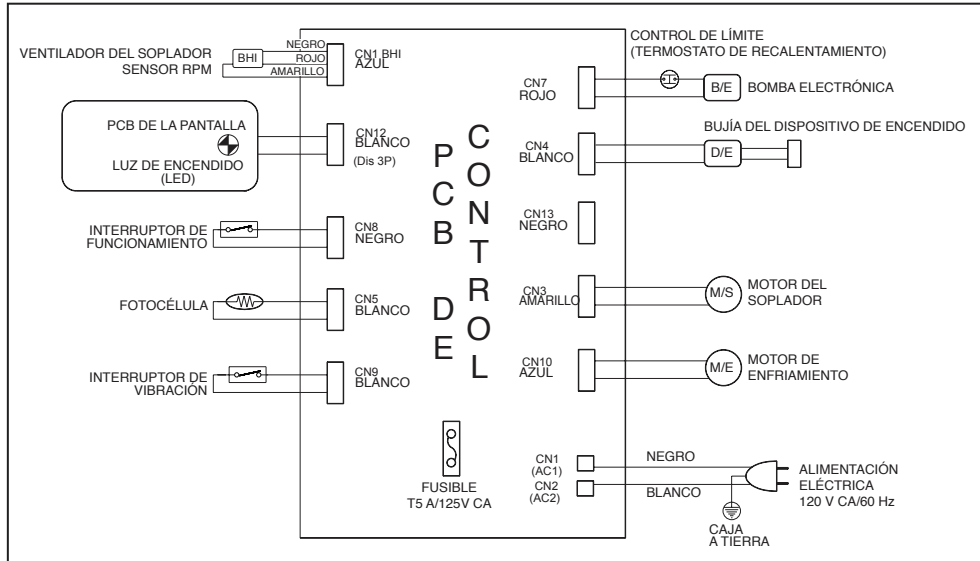 VENTILADOR DEL SOPLADOR
SENSOR RPM
BHI
NEGRO
ROJO
AMARILLO
CN1 BHI
AZUL
PCB DE LA PANTALLA
LUZ DE ENCENDIDO
(LED)
CN12
BLANCO
(Dis 3P)
INTERRUPTOR DE
FUNCIONAMIENTO
CN8
NEGRO
FOTOCÉLULA
CN5
BLANCO
INTERRUPTOR DE
VIBRACIÓN
CN9
BLANCO
PCB DE
CONTROL
FUSIBLE
T5 A/125V CA
CONTROL DE LÍMITE
(TERMOSTATO DE RECALENTAMIENTO)
CN7
ROJO
B/E
BOMBA ELECTRÓNICA
BUJÍA DEL DISPOSITIVO DE ENCENDIDO
CN4
BLANCO
D/E
CN13
NEGRO
CN3
AMARILLO
M/S
MOTOR DEL
SOPLADOR
CN10
AZUL
M/E
MOTOR DE
ENFRIAMIENTO
CN1
(AC1)
NEGRO
CN2
(AC2)
BLANCO
ALIMENTACIÓN
ELÉCTRICA
120 V CA/60 Hz
CAJA
A TIERRA